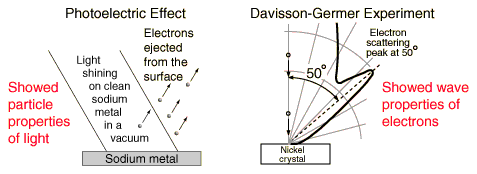 Photoelectric Effect
Showed
particle
properties
of light
Light
shining
on clean
sodium
metal
in a
vacuum
Electrons
ejected
from the
surface
Sodium metal
Davisson-Germer Experiment
Electron
scattering
peak at 50°
50°
Showed wave
properties of
electrons
Nickel
crystal